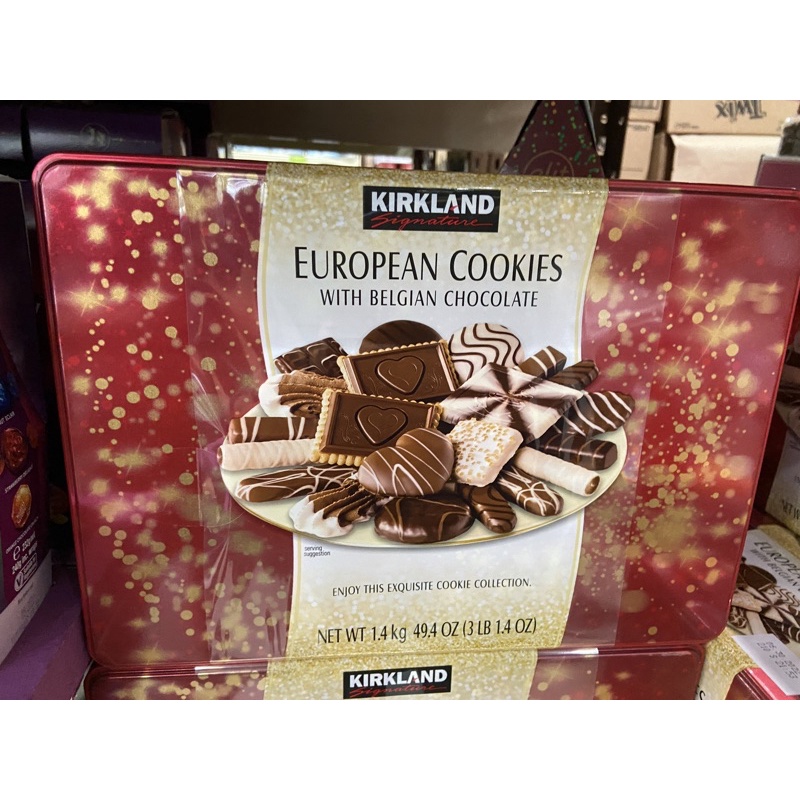 KIRKLAND
Signature
EUROPEAN COOKIES
WITH BELGIAN CHOCOLATE
serving
suggestion
ENJOY THIS EXQUISITE COOKIE COLLECTION.
NET WT 1.4 kg 49.4 OZ (3 LB 1.4 OZ)
KIRKLAND
Signature